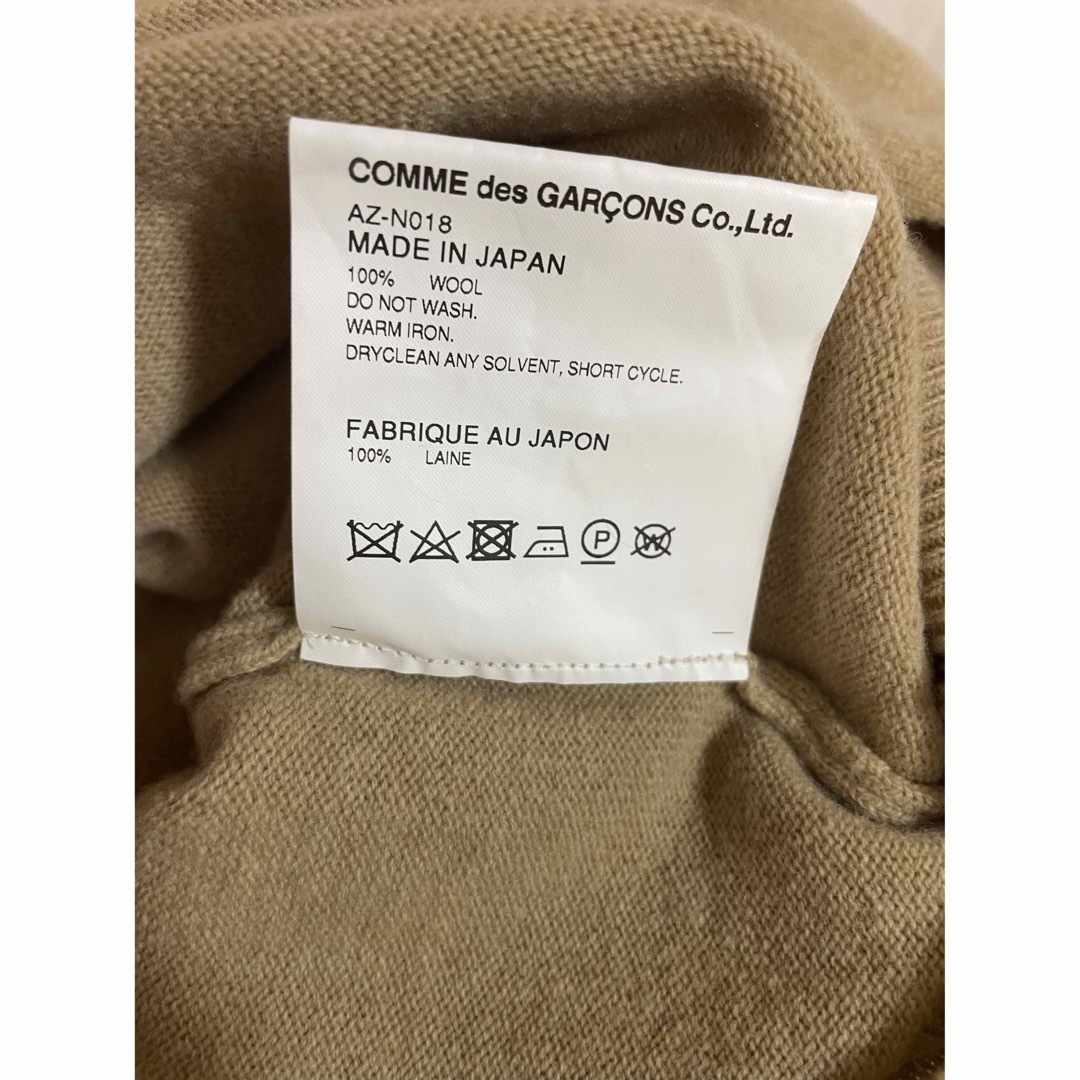 COMME des GARÇONS Co.,Ltd.
AZ-N018
MADE IN JAPAN
100% WOOL
DO NOT WASH.
WARM IRON.
DRYCLEAN ANY SOLVENT, SHORT CYCLE.
FABRIQUE AU JAPON
100% LAINE
P W